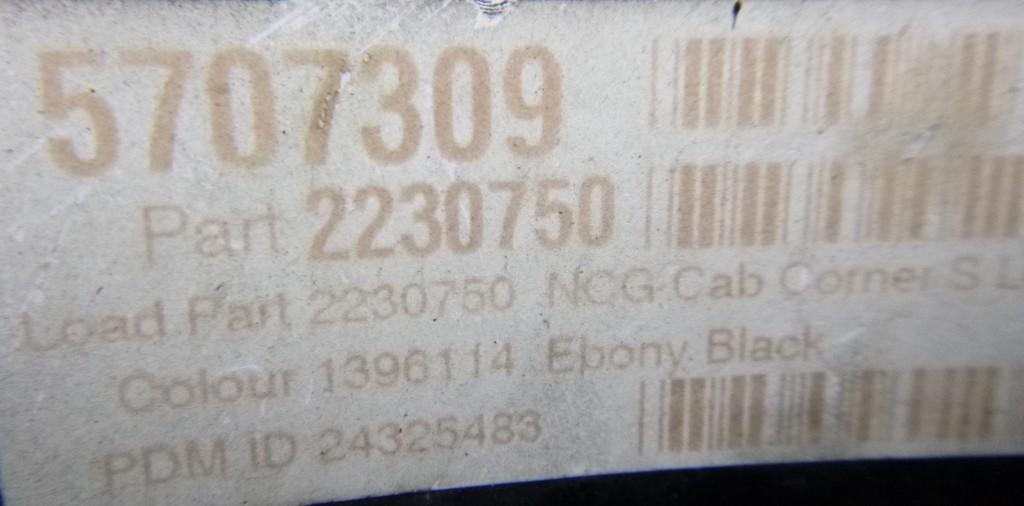 5707309
Part 2230750
Load Part 2230750 NCG-Cab Corner S L
Colour 1396114 Ebony Black
PDM ID 24325483